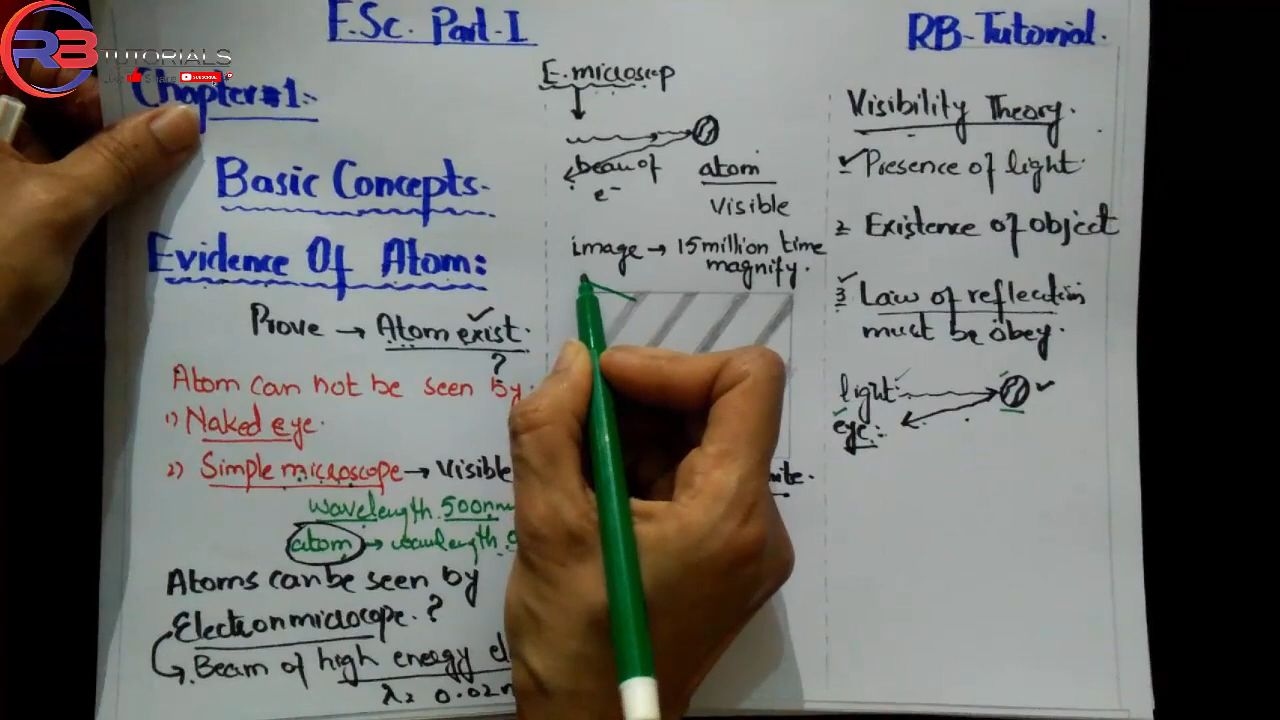 RB TUTORIALS
F.Sc. Part-I
RB-Tutorial.
Chapter #1:-
Basic Concepts.
Evidence Of Atom:
Prove → Atom exist.
?
Atom can not be seen by:
1) Naked eye.
2) Simple microscope → Visible
wavelength 500nm
atom → wavelength
Atoms can be seen by
Electron microscope. ?
Beam of high energy
E. microscop
beam of
e⁻
atom
visible
image → 15 million time
magnify.
Visibility Theory.
1 Presence of light
2 Existence of object
3 Law of reflection
must be obey.
light:
eye:-